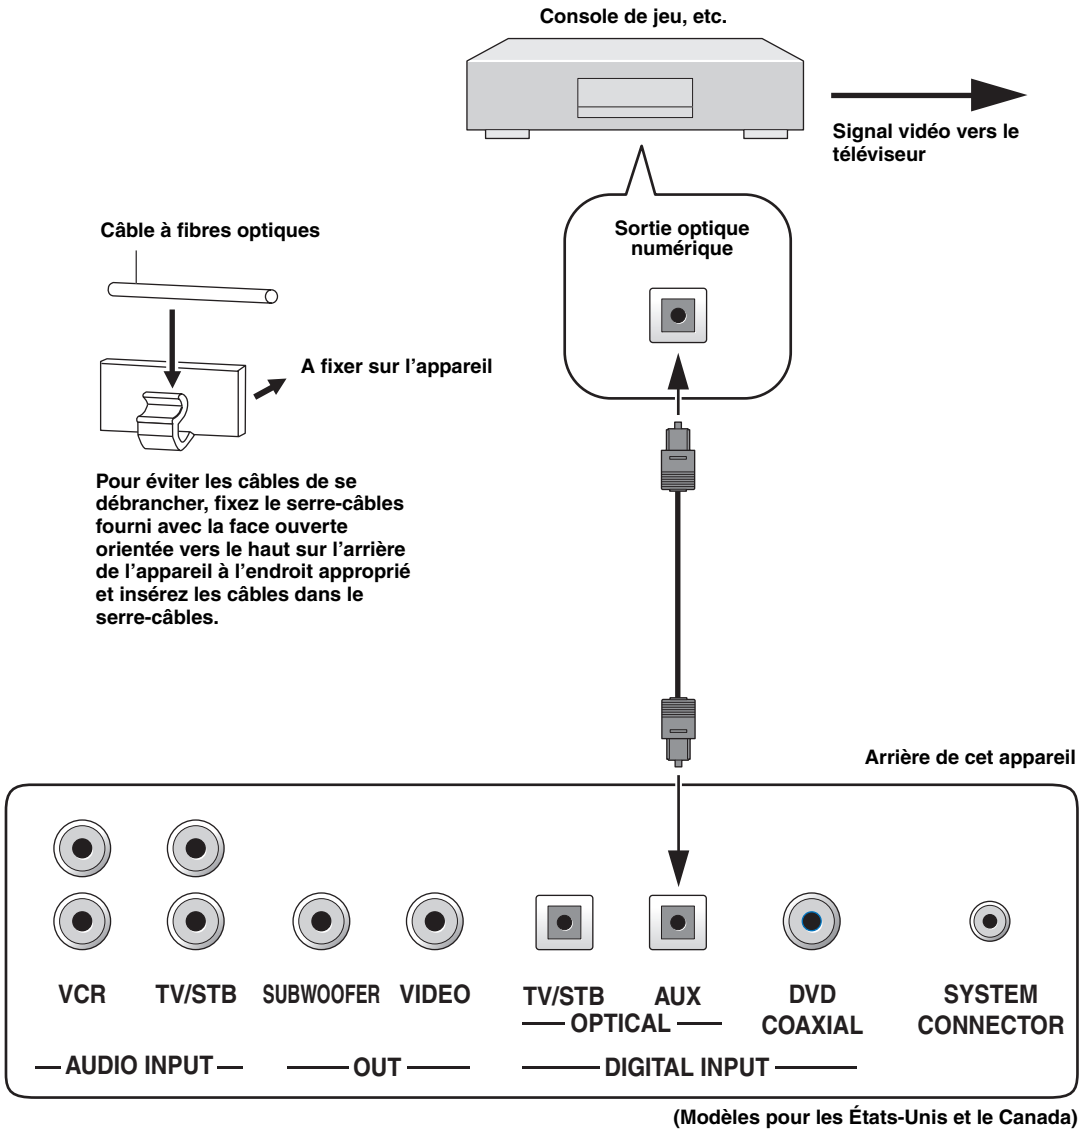 Console de jeu, etc.
Signal vidéo vers le
téléviseur
Sortie optique
numérique
Câble à fibres optiques
A fixer sur l'appareil
Pour éviter les câbles de se
débrancher, fixez le serre-câbles
fourni avec la face ouverte
orientée vers le haut sur l'arrière
de l'appareil à l'endroit approprié
et insérez les câbles dans le
serre-câbles.
Arrière de cet appareil
VCR TV/STB SUBWOOFER VIDEO TV/STB AUX DVD SYSTEM
OPTICAL COAXIAL CONNECTOR
AUDIO INPUT OUT DIGITAL INPUT
(Modèles pour les États-Unis et le Canada)